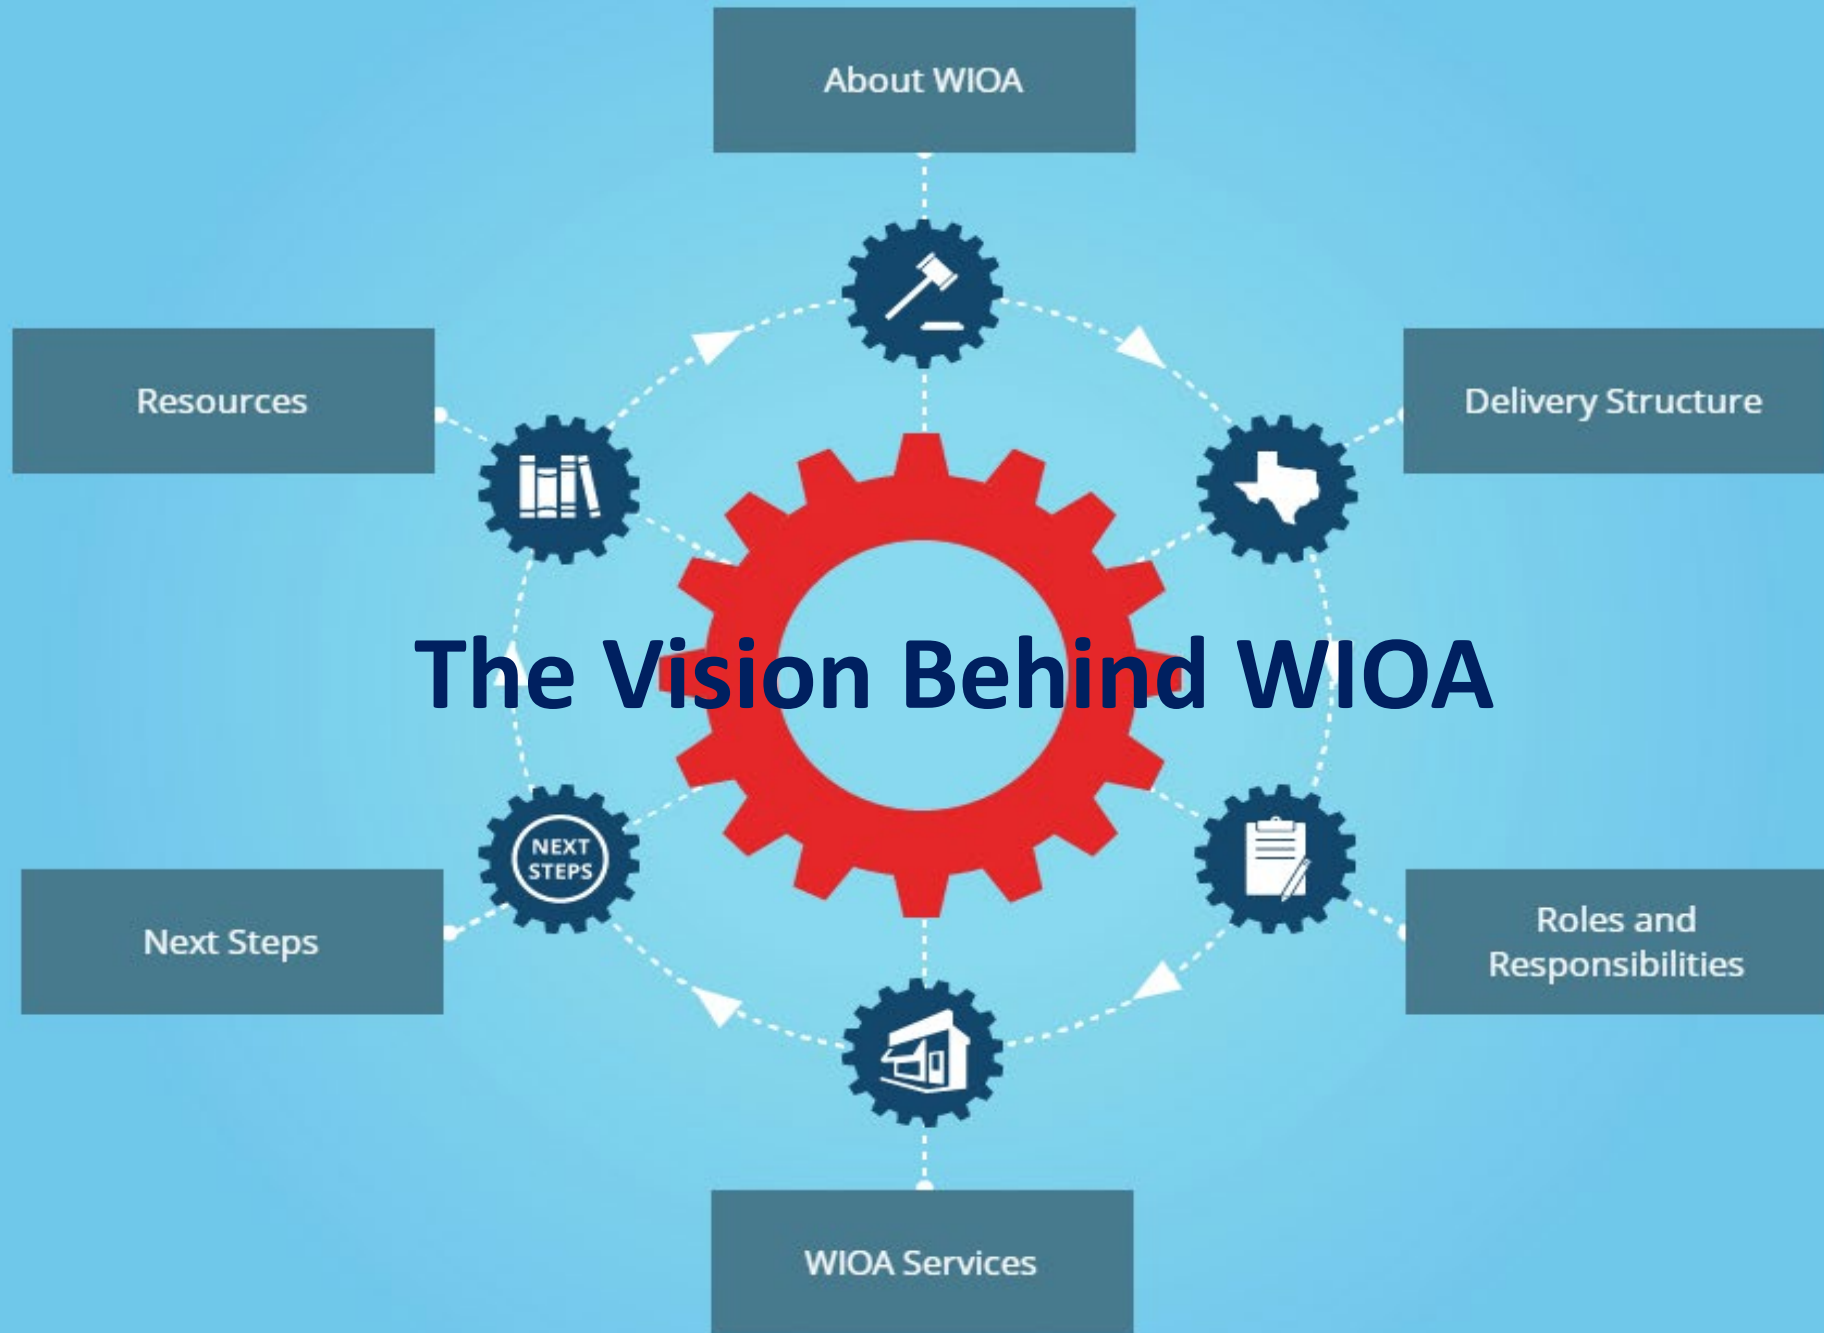 About WIOA
Resources
Delivery Structure
The Vision Behind WIOA
NEXT
STEPS
Next Steps
Roles and
Responsibilities
WIOA Services